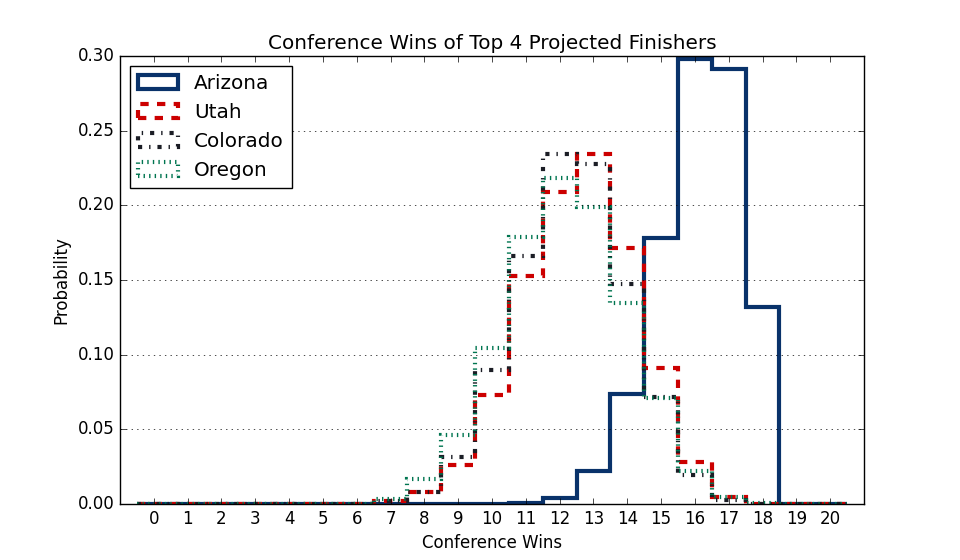 Conference Wins of Top 4 Projected Finishers
0.30
0.25
0.20
0.15
0.10
0.05
0.00
Probability
Arizona
Utah
Colorado
Oregon
0 1 2 3 4 5 6 7 8 9 10 11 12 13 14 15 16 17 18 19 20
Conference Wins